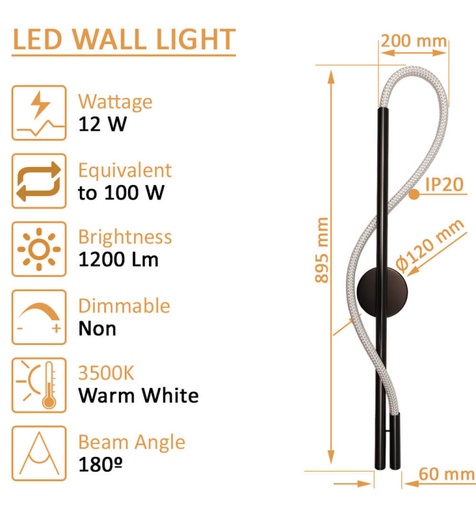 LED WALL LIGHT
Wattage
12 W
Equivalent
to 100 W
Brightness
1200 Lm
Dimmable
Non
- +
3500K
Warm White
Beam Angle
180º
200 mm
IP20
Ø120 mm
895 mm
60 mm